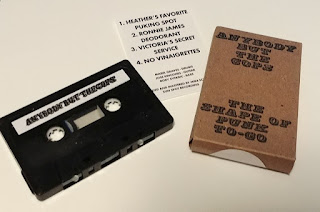 1. HEATHER'S FAVORITE
PUKING SPOT
2. RONNIE JAMES
DEODORANT
3. VICTORIA'S SECRET
SERVICE
4. NO VINAIGRETTES
ANYBODY BUT THE COPS
ANYBODY
BUT
THE
COPS
THE
SHAPE OF
PUNK
TO-GO